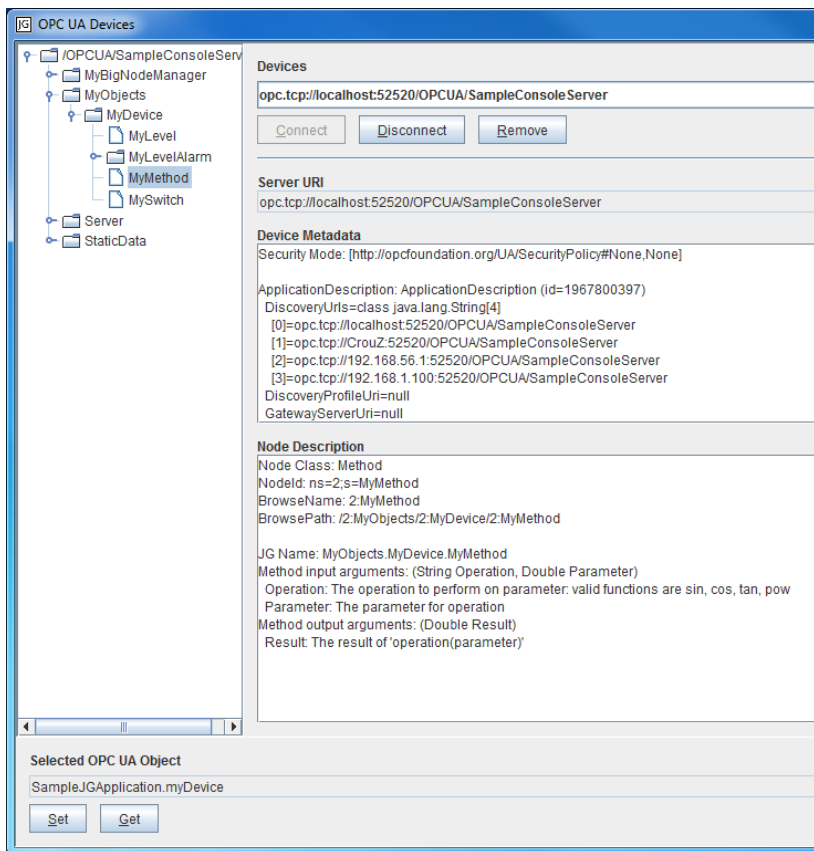 JG OPC UA Devices
/OPCUA/SampleConsoleServ
MyBigNodeManager
MyObjects
MyDevice
MyLevel
MyLevelAlarm
MyMethod
MySwitch
Server
StaticData
Devices
opc.tcp://localhost:52520/OPCUA/SampleConsoleServer
Connect Disconnect Remove
Server URI
opc.tcp://localhost:52520/OPCUA/SampleConsoleServer
Device Metadata
Security Mode: [http://opcfoundation.org/UA/SecurityPolicy#None,None]
ApplicationDescription: ApplicationDescription (id=1967800397)
DiscoveryUrls=class java.lang.String[4]
[0]=opc.tcp://localhost:52520/OPCUA/SampleConsoleServer
[1]=opc.tcp://CrouZ:52520/OPCUA/SampleConsoleServer
[2]=opc.tcp://192.168.56.1:52520/OPCUA/SampleConsoleServer
[3]=opc.tcp://192.168.1.100:52520/OPCUA/SampleConsoleServer
DiscoveryProfileUri=null
GatewayServerUri=null
Node Description
Node Class: Method
NodeId: ns=2;s=MyMethod
BrowseName: 2:MyMethod
BrowsePath: /2:MyObjects/2:MyDevice/2:MyMethod
JG Name: MyObjects.MyDevice.MyMethod
Method input arguments: (String Operation, Double Parameter)
Operation: The operation to perform on parameter: valid functions are sin, cos, tan, pow
Parameter: The parameter for operation
Method output arguments: (Double Result)
Result: The result of 'operation(parameter)'
Selected OPC UA Object
SampleJGApplication.myDevice
Set Get